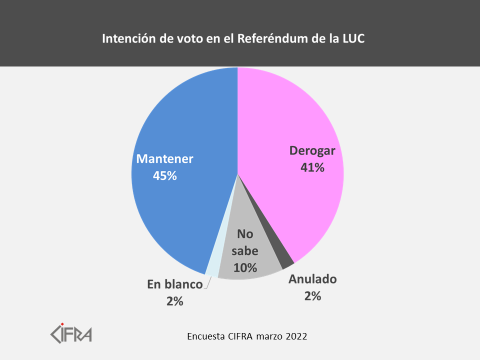 Intención de voto en el Referéndum de la LUC
Mantener
45%
Derogar
41%
No
sabe
10%
En blanco
2%
Anulado
2%
CIFRA
Encuesta CIFRA marzo 2022